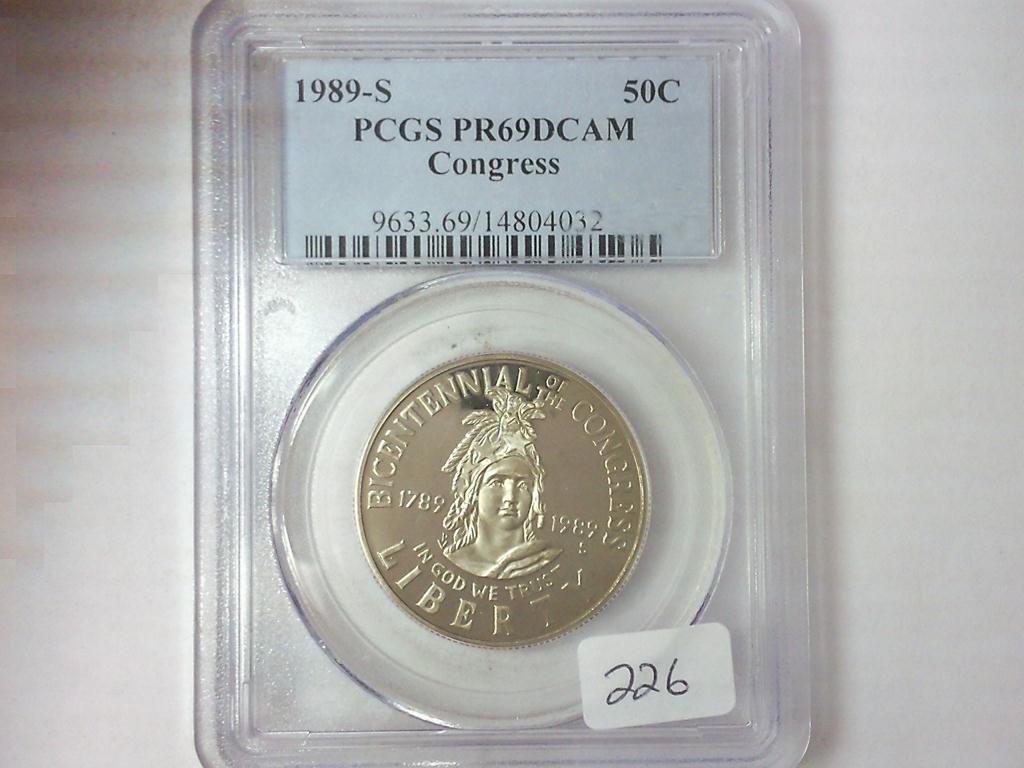 1989-S 50C
PCGS PR69DCAM
Congress
9633.69/14804032
BICENTENNIAL OF THE CONGRESS
1789
1989
S
IN GOD WE TRUST
LIBERTY
226